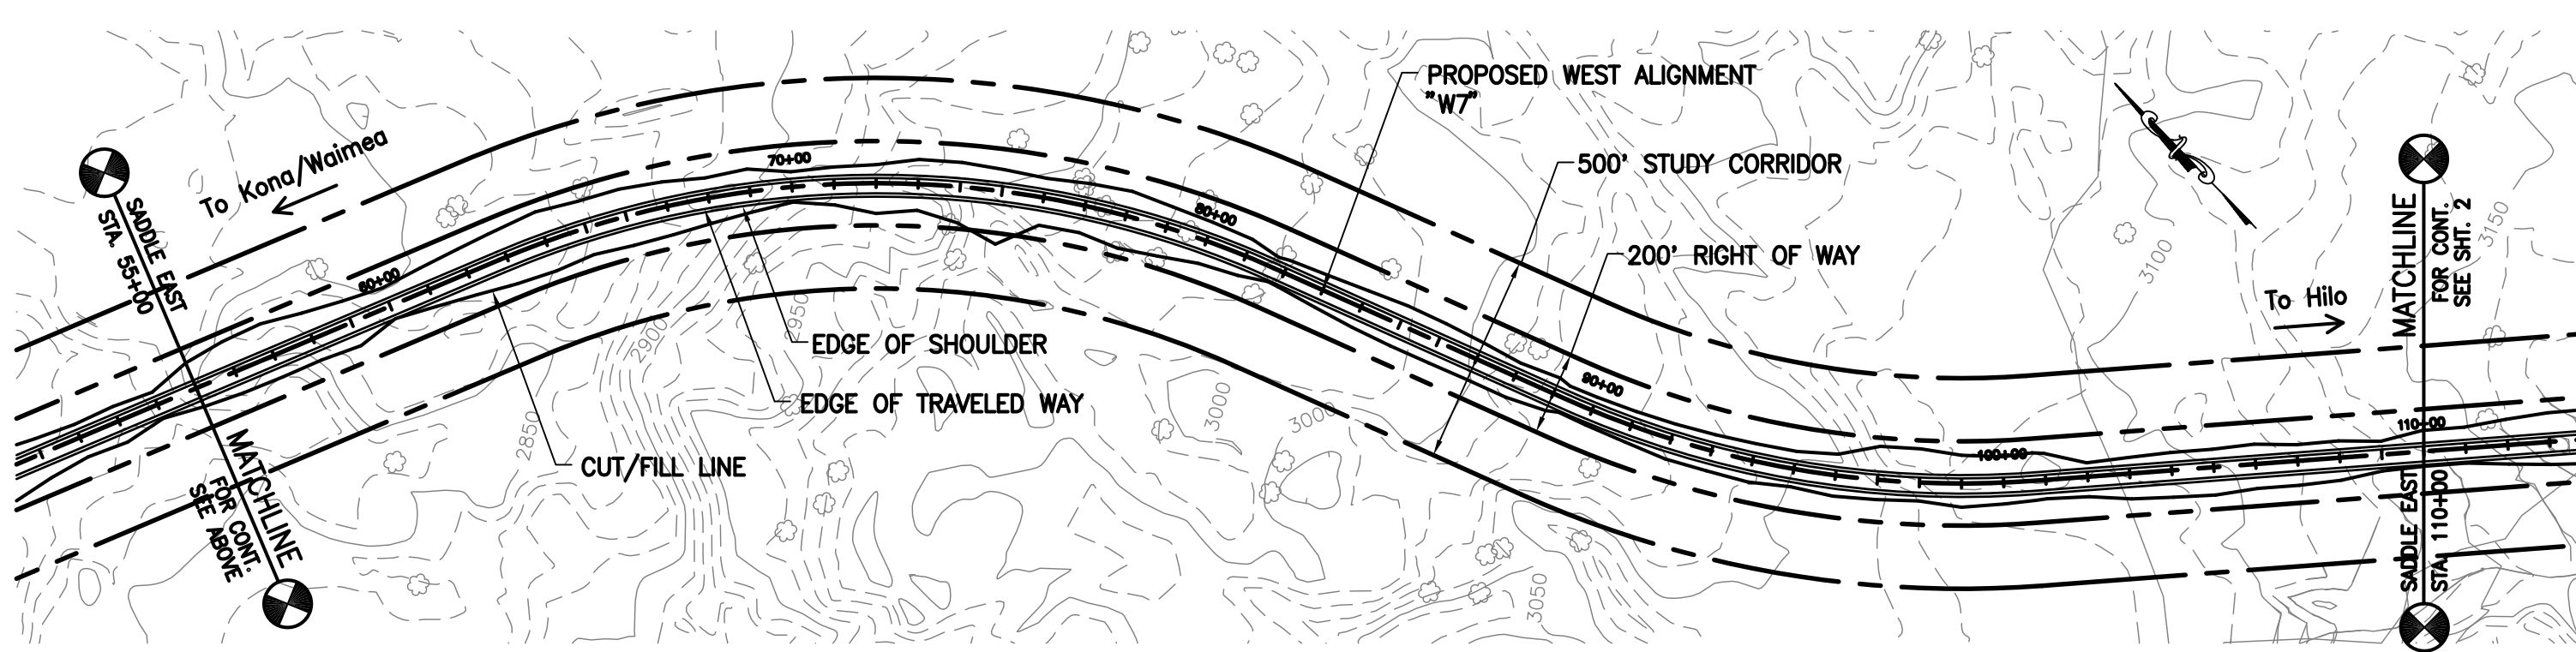 To Kona/Waimea
SADDLE EAST
STA. 55+00
MATCHLINE
FOR CONT.
SEE ABOVE
60+00
70+00
80+00
90+00
100+00
110+00
PROPOSED WEST ALIGNMENT
"W7"
500' STUDY CORRIDOR
200' RIGHT OF WAY
EDGE OF SHOULDER
EDGE OF TRAVELED WAY
CUT/FILL LINE
2850
2900
2950
3000
3000
3050
3100
3150
To Hilo
MATCHLINE
FOR CONT.
SEE SHT. 2
SADDLE EAST
STA. 110+00